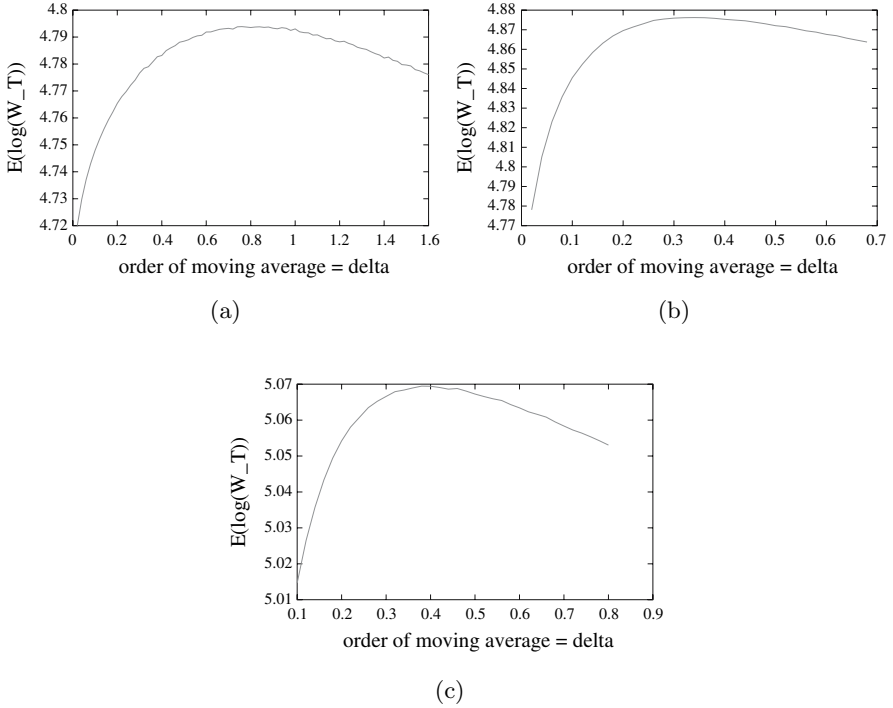 4.8
4.79
4.78
4.77
4.76
4.75
4.74
4.73
4.72
E(log(W_T))
0 0.2 0.4 0.6 0.8 1 1.2 1.4 1.6
order of moving average = delta
(a)
4.88
4.87
4.86
4.85
4.84
4.83
4.82
4.81
4.8
4.79
4.78
4.77
E(log(W_T))
0 0.1 0.2 0.3 0.4 0.5 0.6 0.7
order of moving average = delta
(b)
5.07
5.06
5.05
5.04
5.03
5.02
5.01
E(log(W_T))
0.1 0.2 0.3 0.4 0.5 0.6 0.7 0.8 0.9
order of moving average = delta
(c)